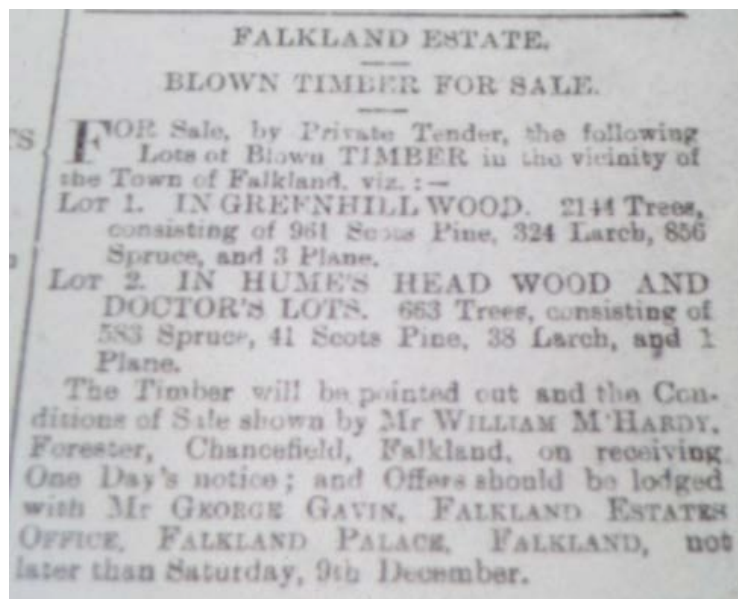 FALKLAND ESTATE.
BLOWN TIMBER FOR SALE.
FOR Sale, by Private Tender, the following
Lots of Blown TIMBER in the vicinity of
the Town of Falkland, viz. :—
LOT 1. IN GREENHILL WOOD. 2144 Trees,
consisting of 961 Scots Pine, 324 Larch, 856
Spruce, and 3 Plane.
LOT 2. IN HUME'S HEAD WOOD AND
DOCTOR'S LOTS. 663 Trees, consisting of
583 Spruce, 41 Scots Pine, 38 Larch, and 1
Plane.
The Timber will be pointed out and the Con-
ditions of Sale shown by Mr WILLIAM M'HARDY,
Forester, Chancefield, Falkland, on receiving
One Day's notice; and Offers should be lodged
with Mr GEORGE GAVIN, FALKLAND ESTATES
OFFICE, FALKLAND PALACE, FALKLAND, not
later than Saturday, 9th December.